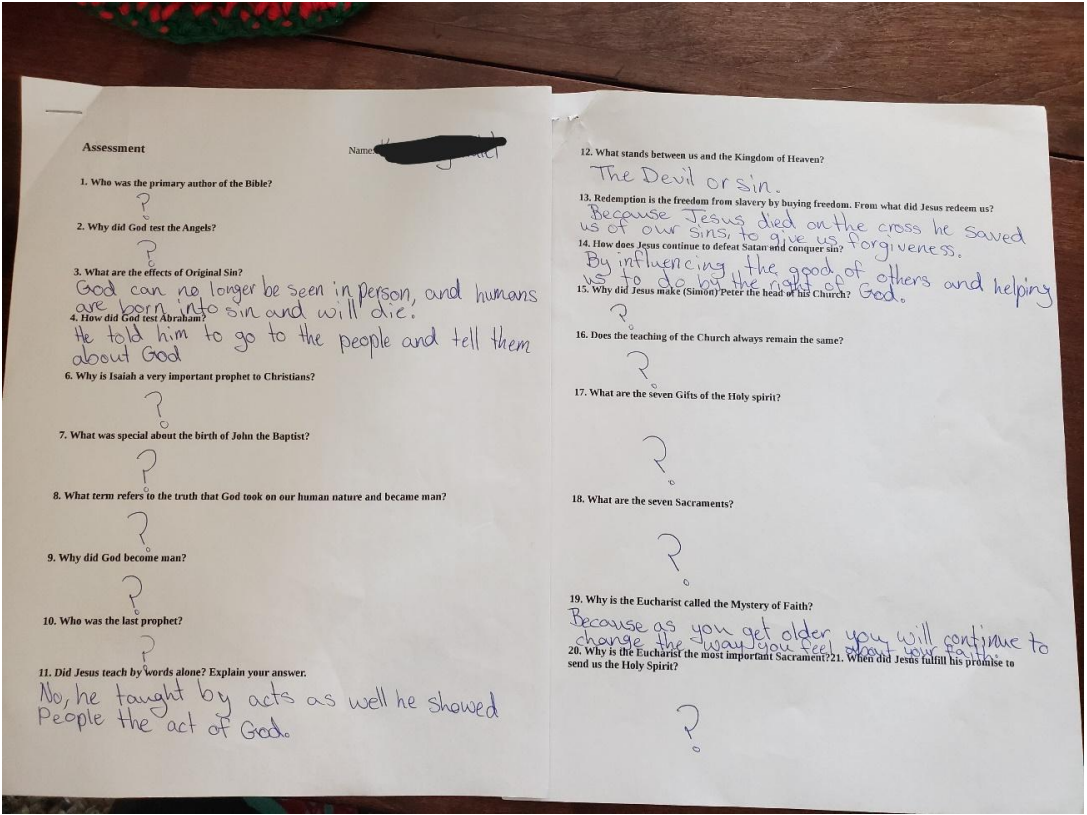 Assessment
Name:
1. Who was the primary author of the Bible?
?
2. Why did God test the Angels?
?
3. What are the effects of Original Sin?
God can no longer be seen in person, and humans
are born into sin and will die.
4. How did God test Abraham?
He told him to go to the people and tell them
about God
6. Why is Isaiah a very important prophet to Christians?
?
7. What was special about the birth of John the Baptist?
?
8. What term refers to the truth that God took on our human nature and became man?
?
9. Why did God become man?
?
10. Who was the last prophet?
?
11. Did Jesus teach by words alone? Explain your answer.
No, he taught by acts as well he showed
People the act of God.
12. What stands between us and the Kingdom of Heaven?
The Devil or sin.
13. Redemption is the freedom from slavery by buying freedom. From what did Jesus redeem us?
Because Jesus died on the cross he saved
us of our sins, to give us forgiveness.
14. How does Jesus continue to defeat Satan and conquer sin?
By influencing the good of others and helping
us to do by the right of God.
15. Why did Jesus make (Simon) Peter the head of his Church?
?
16. Does the teaching of the Church always remain the same?
?
17. What are the seven Gifts of the Holy spirit?
?
18. What are the seven Sacraments?
?
19. Why is the Eucharist called the Mystery of Faith?
Because as you get older you will continue to
change the way you feel about your faith.
20. Why is the Eucharist the most important Sacrament?21. When did Jesus fulfill his promise to
send us the Holy Spirit?
?